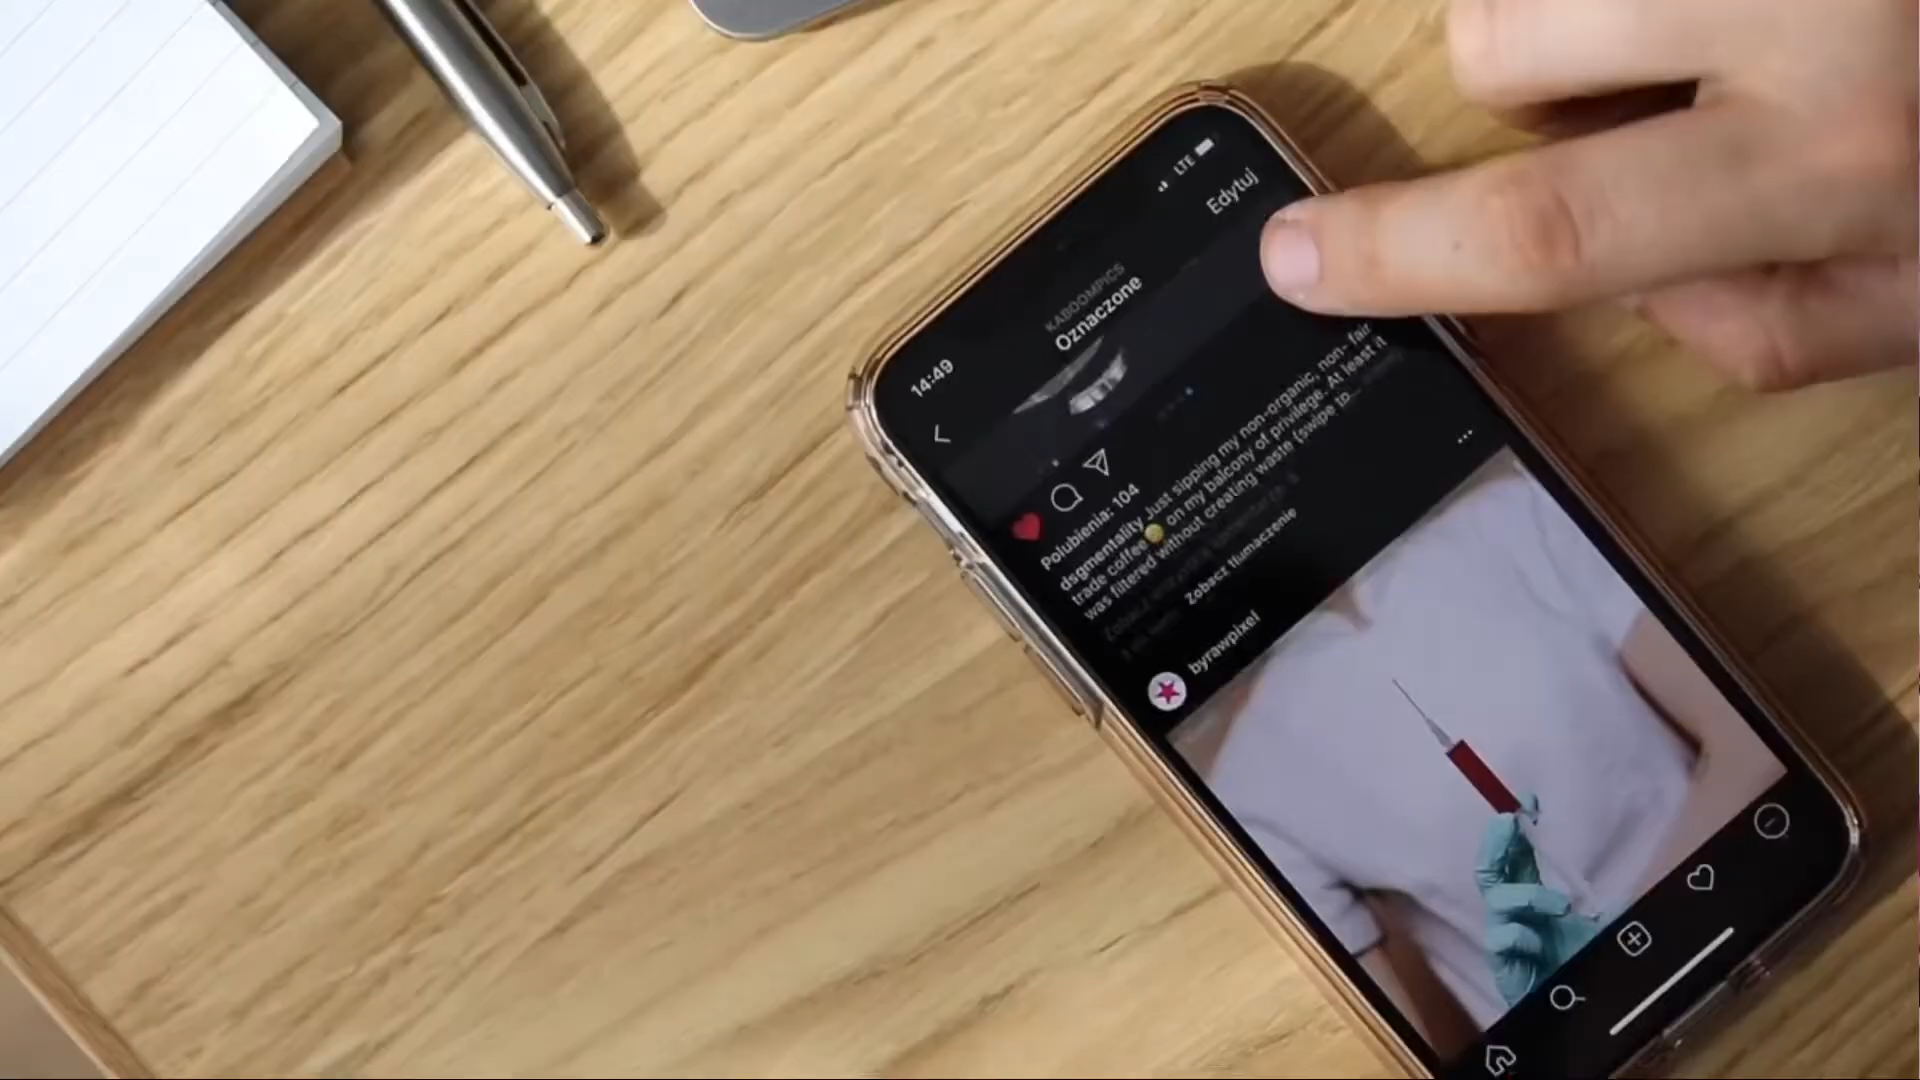 14:49
LTE
KABOOMPICS
Oznaczone
Edytuj
Polubienia: 104
dsgmentality Just sipping my non-organic, non- fair
trade coffee😅 on my balcony of privilege. At least it
was filtered without creating waste (swipe to...
Zobacz tłumaczenie
byrawpixel